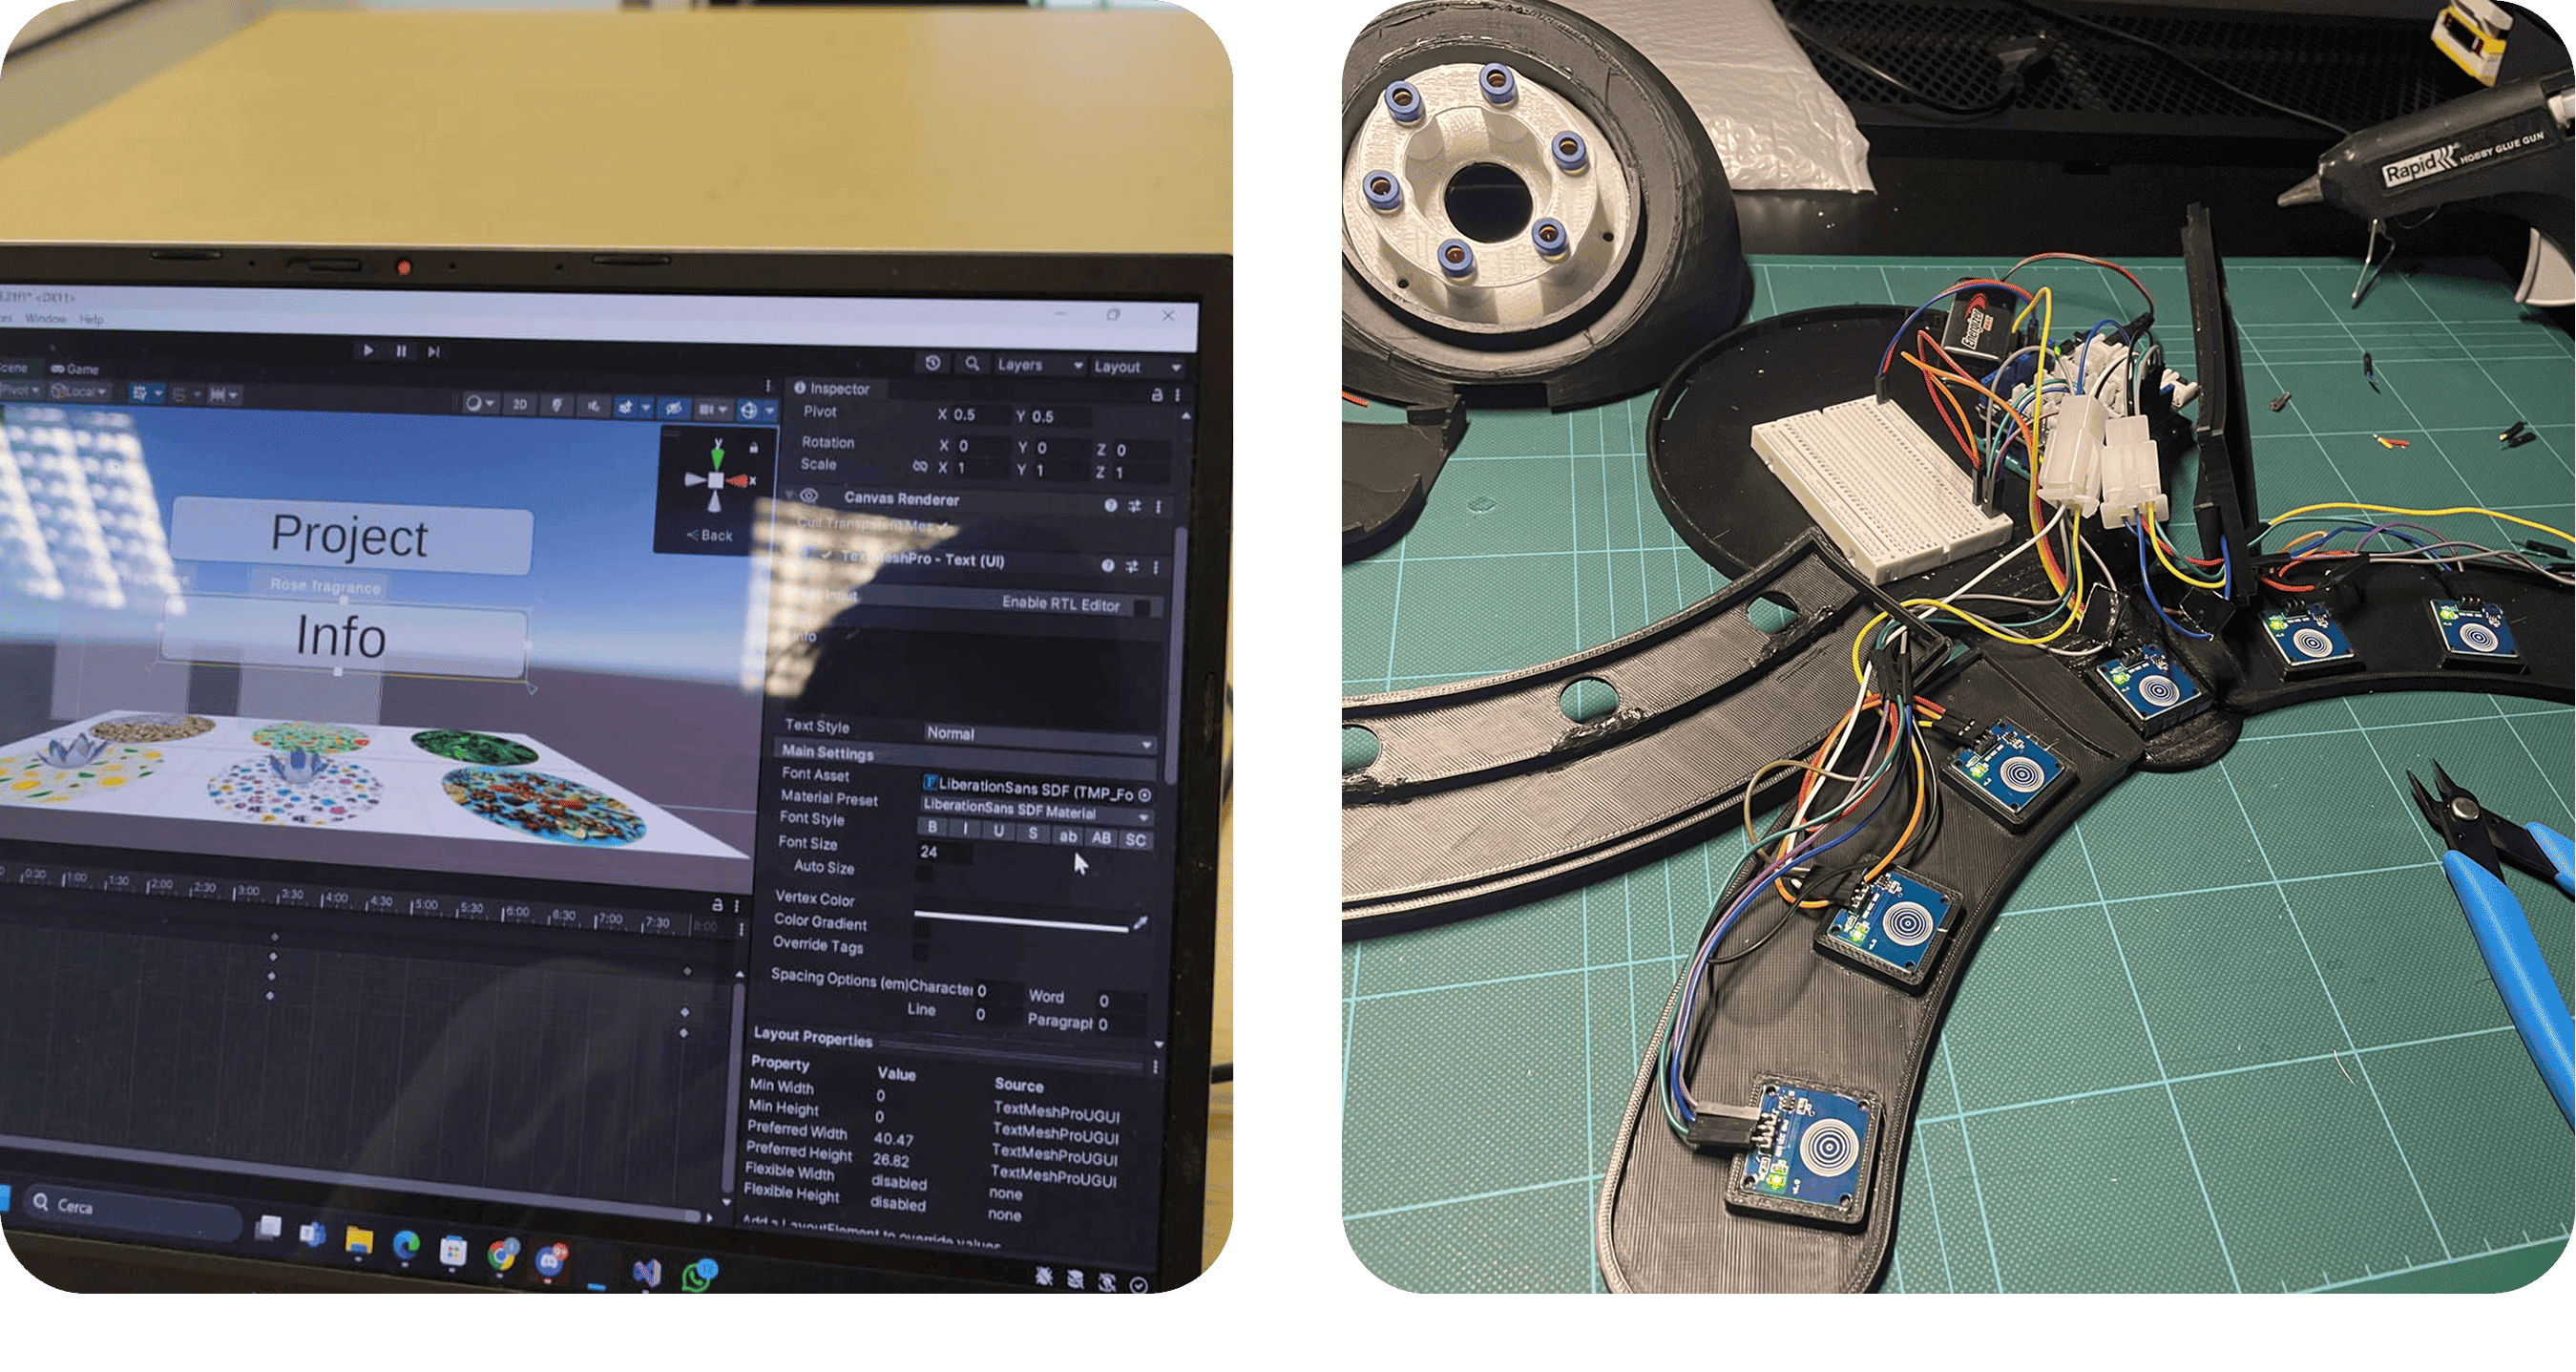 Window Help
Scene Game
Layers Layout
Pivot Local
2D
Inspector
Pivot X 0.5 Y 0.5
Rotation X 0 Y 0 Z 0
Scale X 1 Y 1 Z 1
y
x
Back
Canvas Renderer
Cull Transparent Mes
TextMeshPro - Text (UI)
Enable RTL Editor
Project
Rose fragrance
Info
Text Style Normal
Main Settings
Font Asset LiberationSans SDF (TMP_Fo
Material Preset LiberationSans SDF Material
Font Style B I U S ab AB SC
Font Size 24
Auto Size
Vertex Color
Color Gradient
Override Tags
Spacing Options (em) Character 0 Word 0
Line 0 Paragraph 0
0:30 1:00 1:30 2:00 2:30 3:00 3:30 4:00 4:30 5:00 5:30 6:00 6:30 7:00 7:30 8:00
Layout Properties
Property Value Source
Min Width 0 TextMeshProUGUI
Min Height 0 TextMeshProUGUI
Preferred Width 40.47 TextMeshProUGUI
Preferred Height 26.82 TextMeshProUGUI
Flexible Width disabled none
Flexible Height disabled none
Add a LayoutElement to override values
Cerca
Rapid HOBBY GLUE GUN
Energizer